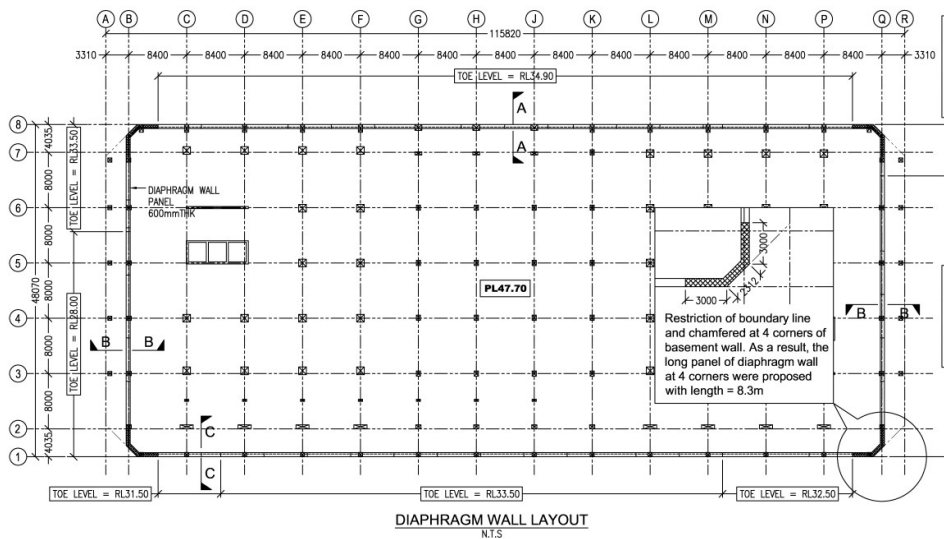 A B C D E F G H J K L M N P Q R
115820
3310 8400 8400 8400 8400 8400 8400 8400 8400 8400 8400 8400 8400 8400 3310
TOE LEVEL = RL34.90
A
A
8
7
6
5
4
3
2
1
48070
4035
8000
8000
8000
8000
8000
4035
TOE LEVEL = RL33.50
TOE LEVEL = RL28.00
DIAPHRAGM WALL
PANEL
600mmTHK
PL47.70
3000
2312
3000
Restriction of boundary line
and chamfered at 4 corners of
basement wall. As a result, the
long panel of diaphragm wall
at 4 corners were proposed
with length = 8.3m
B B
B B
C
C
TOE LEVEL = RL31.50
TOE LEVEL = RL33.50
TOE LEVEL = RL32.50
DIAPHRAGM WALL LAYOUT
N.T.S